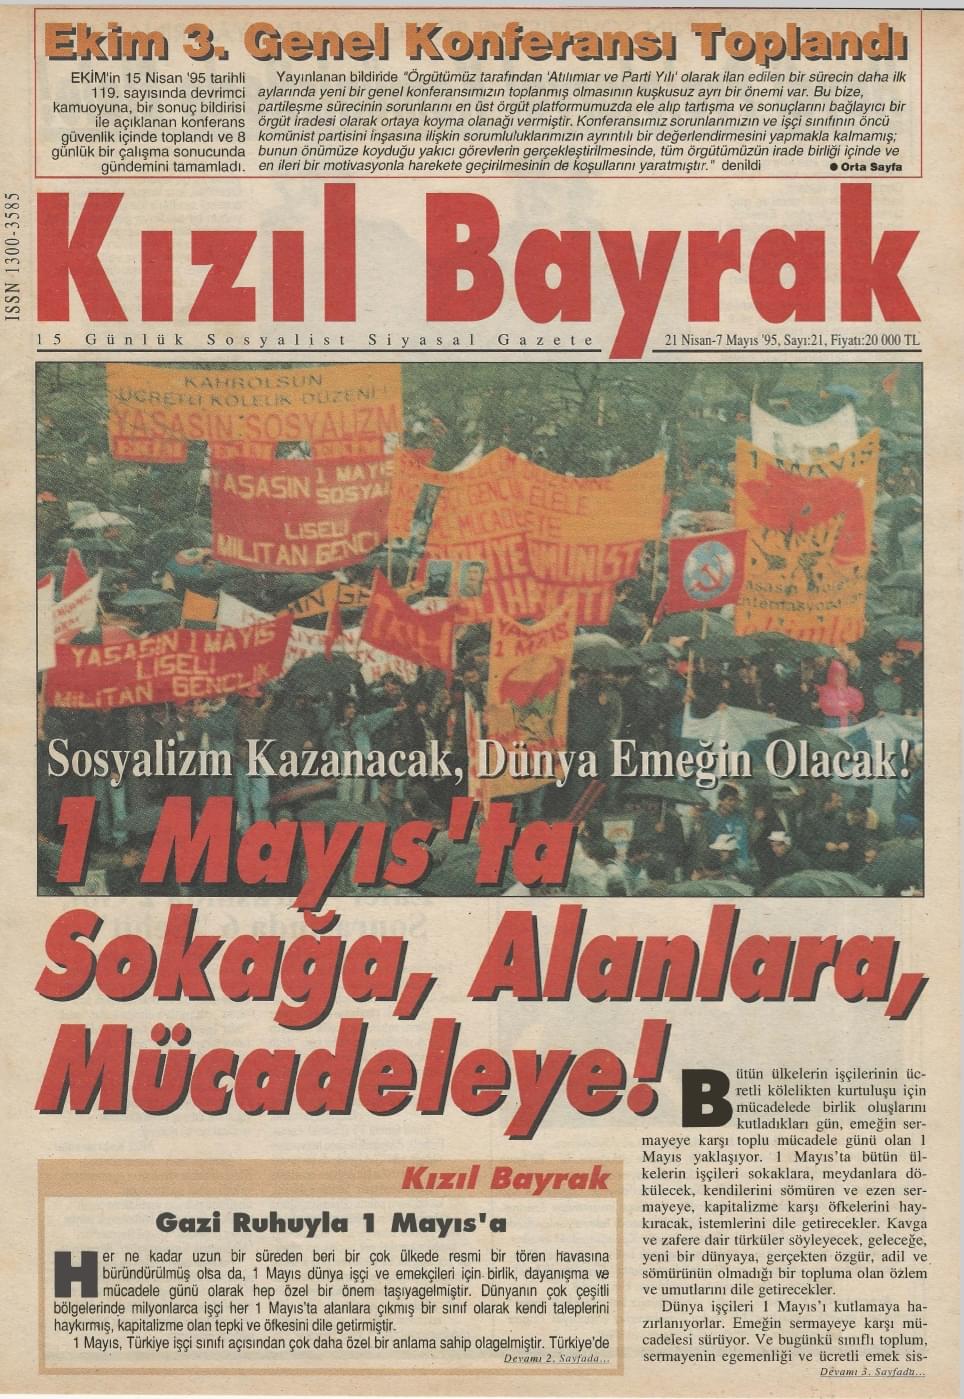 Ekim 3. Genel Konferansı Toplandı
EKİM'in 15 Nisan '95 tarihli
119. sayısında devrimci
kamuoyuna, bir sonuç bildirisi
ile açıklanan konferans
güvenlik içinde toplandı ve 8
günlük bir çalışma sonucunda
gündemini tamamladı.
Yayınlanan bildiride "Örgütümüz tarafından 'Atılımlar ve Parti Yılı' olarak ilan edilen bir sürecin daha ilk
aylarında yeni bir genel konferansımızın toplanmış olmasının kuşkusuz ayrı bir önemi var. Bu bize,
partileşme sürecinin sorunlarını en üst örgüt platformumuzda ele alıp tartışma ve sonuçlarını bağlayıcı bir
örgüt iradesi olarak ortaya koyma olanağı vermiştir. Konferansımız sorunlarımızın ve işçi sınıfının öncü
komünist partisini inşasına ilişkin sorumluluklarımızın ayrıntılı bir değerlendirmesini yapmakla kalmamış;
bunun önümüze koyduğu yakıcı görevlerin gerçekleştirilmesinde, tüm örgütümüzün irade birliği içinde ve
en ileri bir motivasyonla harekete geçirilmesinin de koşullarını yaratmıştır." denildi
● Orta Sayfa
ISSN 1300-3585
Kızıl Bayrak
15 Günlük Sosyalist Siyasal Gazete
21 Nisan-7 Mayıs '95, Sayı:21, Fiyatı:20 000 TL
KAHROLSUN
ÜCRETLİ KÖLELİK DÜZENİ!
YAŞASIN SOSYALİZM
EKİM EKİM EKİM
YAŞASIN 1 MAYIS
SOSYA
LİSELİ
MİLİTAN GENÇL
GENÇLİK ELELE
MÜCADELEYE
1 MAYIS
YAŞASIN 1 MAYIS
LİSELİ
MİLİTAN GENÇLİK
TKİH
YAŞASIN
1 MAYIS
Ekimciler
Sosyalizm Kazanacak, Dünya Emeğin Olacak!
1 Mayıs'ta
Sokağa, Alanlara,
Mücadeleye!
Kızıl Bayrak
Gazi Ruhuyla 1 Mayıs'a
Her ne kadar uzun bir süreden beri bir çok ülkede resmi bir tören havasına
büründürülmüş olsa da, 1 Mayıs dünya işçi ve emekçileri için birlik, dayanışma ve
mücadele günü olarak hep özel bir önem taşıyagelmiştir. Dünyanın çok çeşitli
bölgelerinde milyonlarca işçi her 1 Mayıs'ta alanlara çıkmış bir sınıf olarak kendi taleplerini
haykırmış, kapitalizme olan tepki ve öfkesini dile getirmiştir.
1 Mayıs, Türkiye işçi sınıfı açısından çok daha özel bir anlama sahip olagelmiştir. Türkiye'de
Devamı 2. Sayfada...
Bütün ülkelerin işçilerinin üc-
retli kölelikten kurtuluşu için
mücadelede birlik oluşlarını
kutladıkları gün, emeğin ser-
mayeye karşı toplu mücadele günü olan 1
Mayıs yaklaşıyor. 1 Mayıs'ta bütün ül-
kelerin işçileri sokaklara, meydanlara dö-
külecek, kendilerini sömüren ve ezen ser-
mayeye, kapitalizme karşı öfkelerini hay-
kıracak, istemlerini dile getirecekler. Kavga
ve zafere dair türküler söyleyecek, geleceğe,
yeni bir dünyaya, gerçekten özgür, adil ve
sömürünün olmadığı bir topluma olan özlem
ve umutlarını dile getirecekler.
Dünya işçileri 1 Mayıs'ı kutlamaya ha-
zırlanıyorlar. Emeğin sermayeye karşı mü-
cadelesi sürüyor. Ve bugünkü sınıflı toplum,
sermayenin egemenliği ve ücretli emek sis-
Devamı 3. Sayfada...